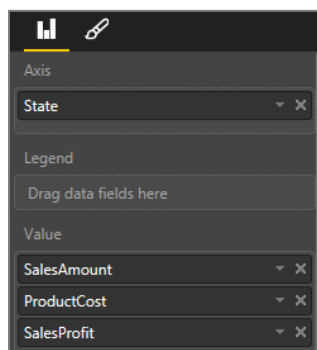 Axis
State
Legend
Drag data fields here
Value
SalesAmount
ProductCost
SalesProfit